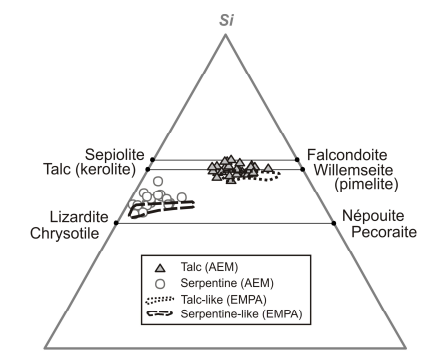 Si
Sepiolite
Talc (kerolite)
Falcondoite
Willemseite
(pimelite)
Lizardite
Chrysotile
Népouite
Pecoraite
Talc (AEM)
Serpentine (AEM)
Talc-like (EMPA)
Serpentine-like (EMPA)